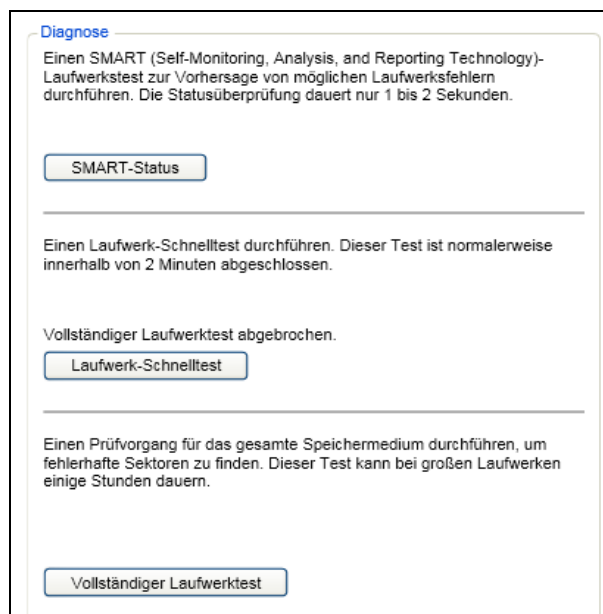 Diagnose
Einen SMART (Self-Monitoring, Analysis, and Reporting Technology)-
Laufwerkstest zur Vorhersage von möglichen Laufwerksfehlern
durchführen. Die Statusüberprüfung dauert nur 1 bis 2 Sekunden.
SMART-Status
Einen Laufwerk-Schnelltest durchführen. Dieser Test ist normalerweise
innerhalb von 2 Minuten abgeschlossen.
Vollständiger Laufwerktest abgebrochen.
Laufwerk-Schnelltest
Einen Prüfvorgang für das gesamte Speichermedium durchführen, um
fehlerhafte Sektoren zu finden. Dieser Test kann bei großen Laufwerken
einige Stunden dauern.
Vollständiger Laufwerktest